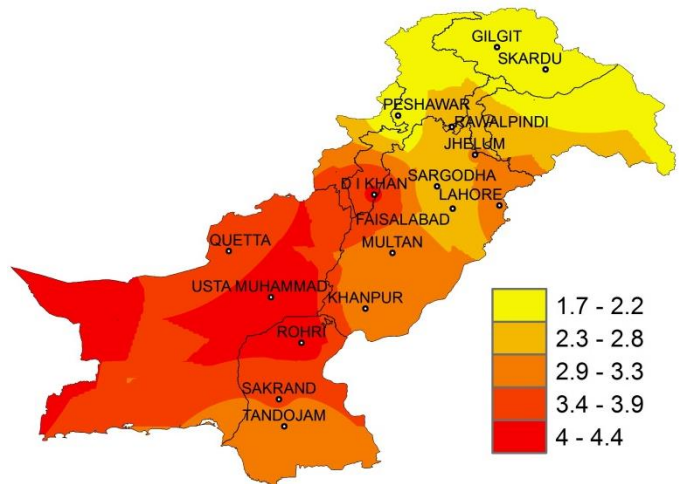 GILGIT
SKARDU
PESHAWAR
RAWALPINDI
JHELUM
SARGODHA
D I KHAN
LAHORE
FAISALABAD
QUETTA
MULTAN
USTA MUHAMMAD
KHANPUR
ROHRI
SAKRAND
TANDOJAM
1.7 - 2.2
2.3 - 2.8
2.9 - 3.3
3.4 - 3.9
4 - 4.4